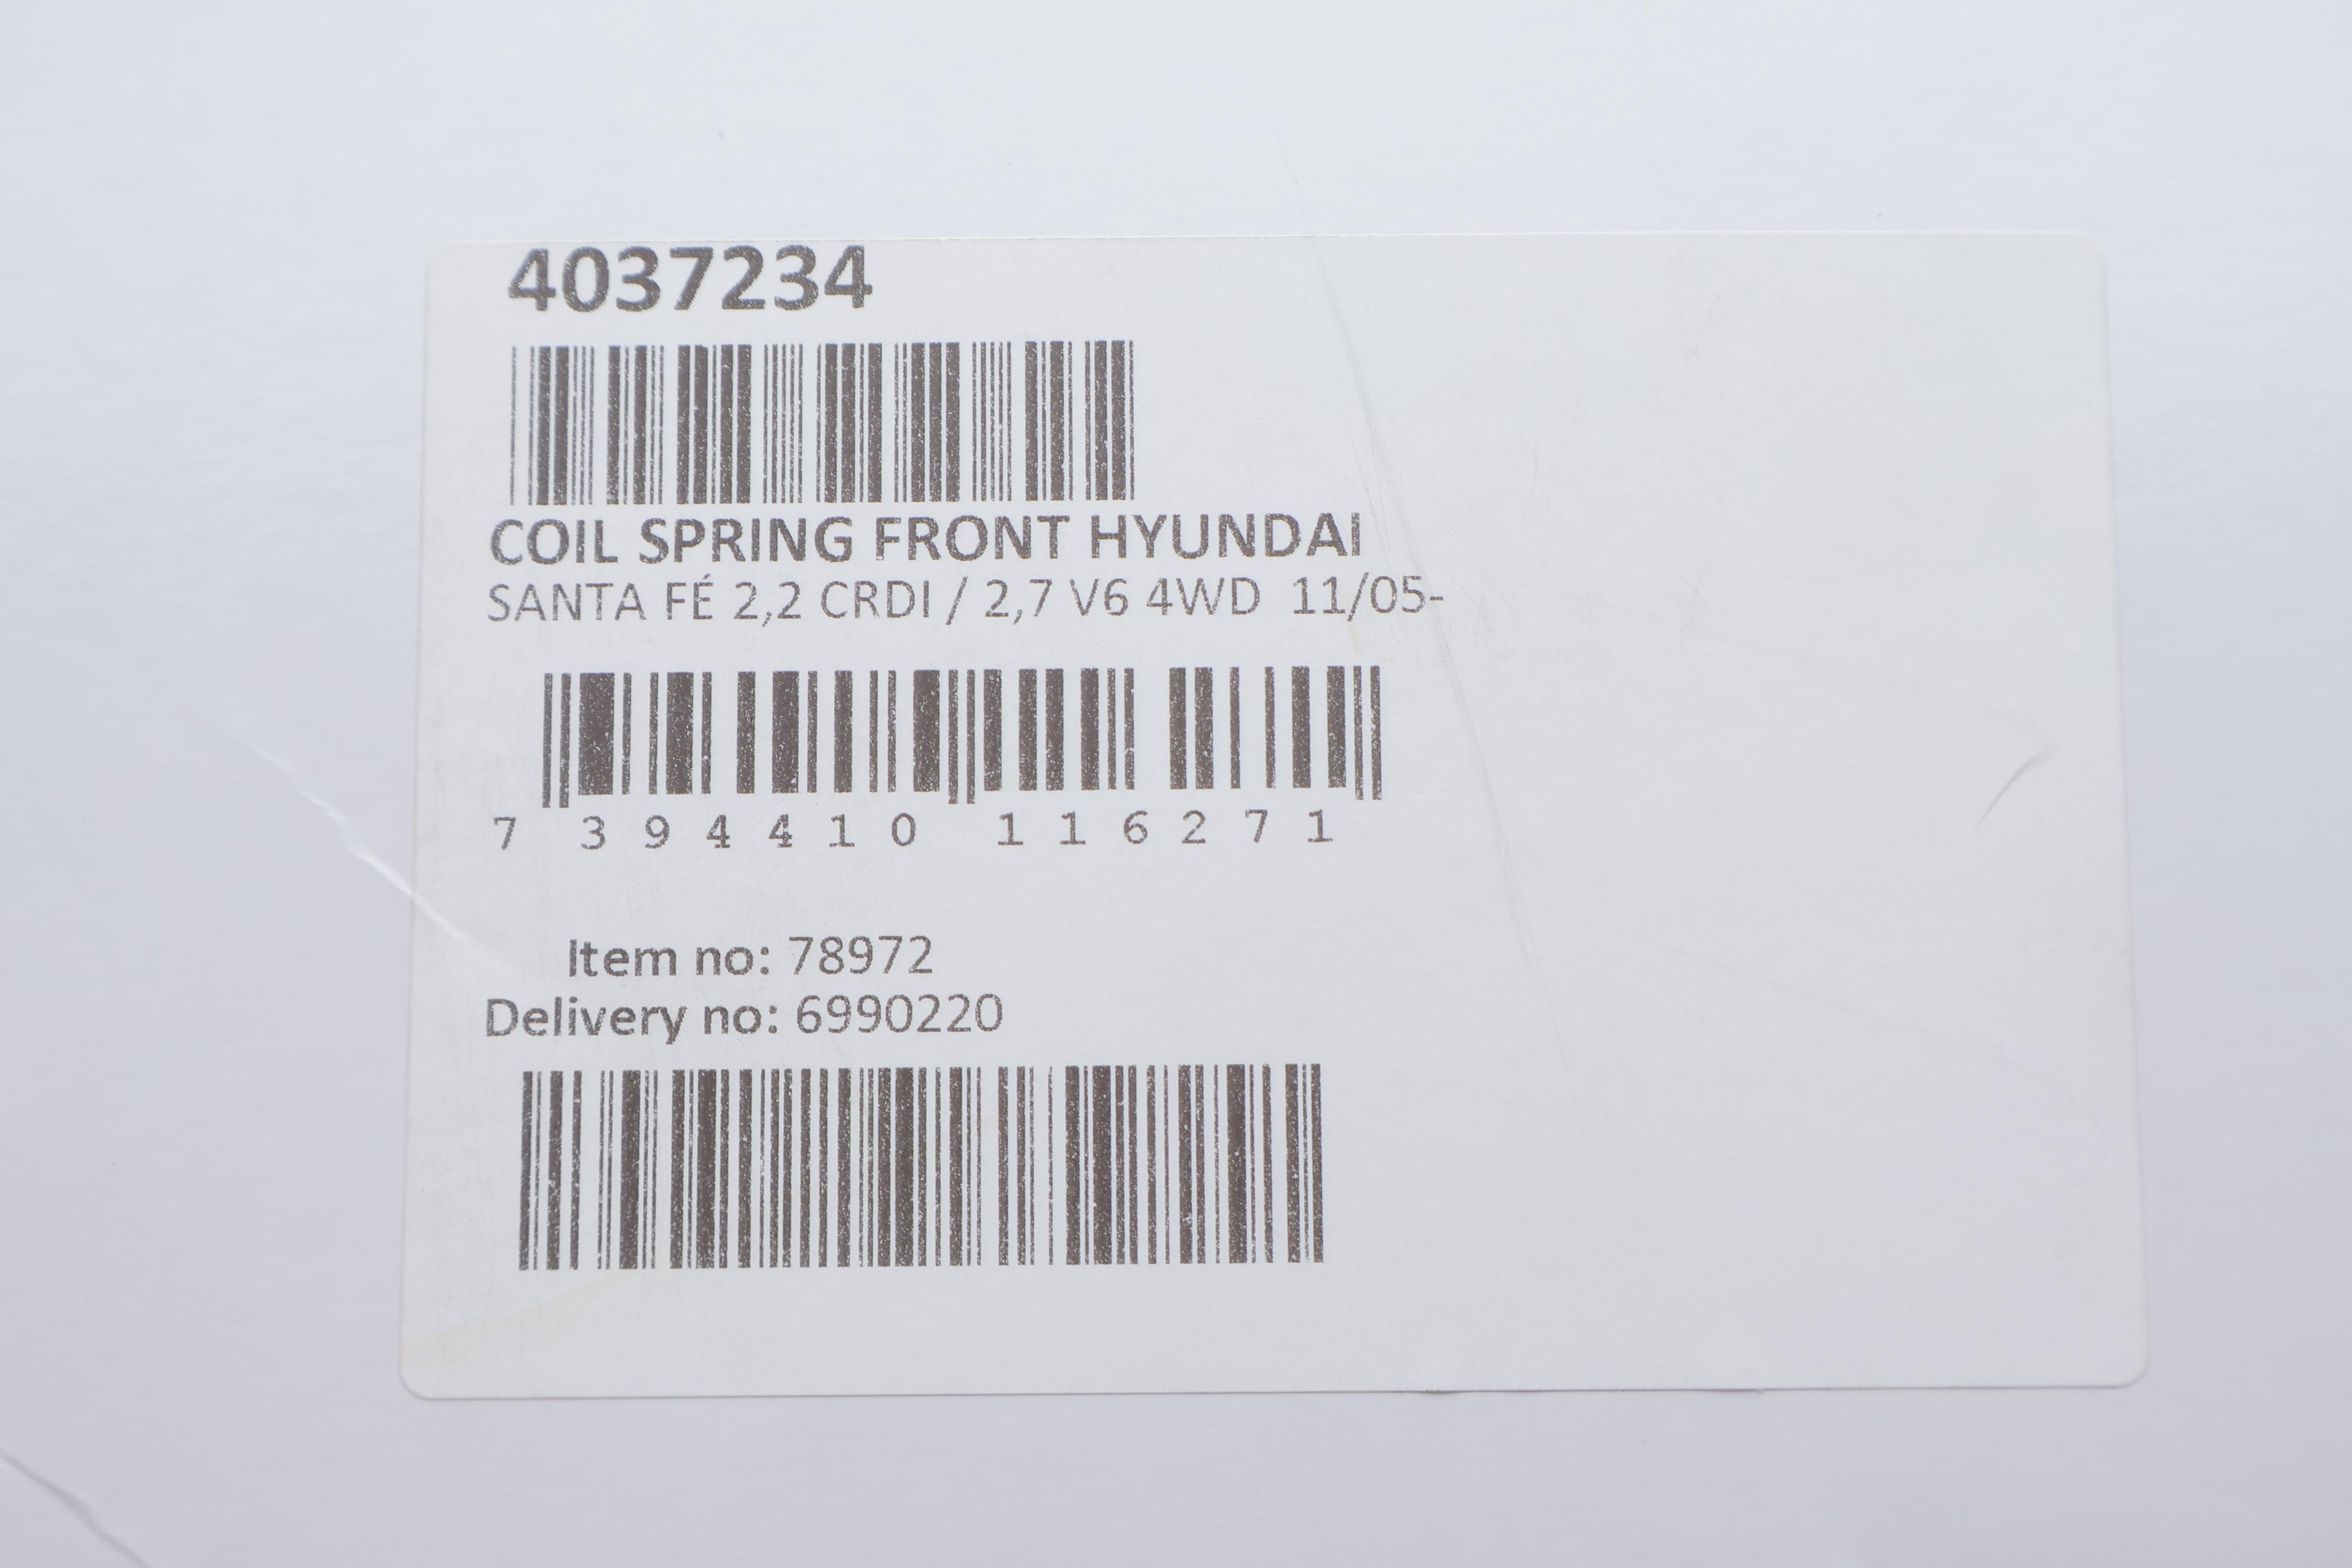 4037234
COIL SPRING FRONT HYUNDAI
SANTA FÉ 2,2 CRDI / 2,7 V6 4WD  11/05-
7 394410 116271
Item no: 78972
Delivery no: 6990220